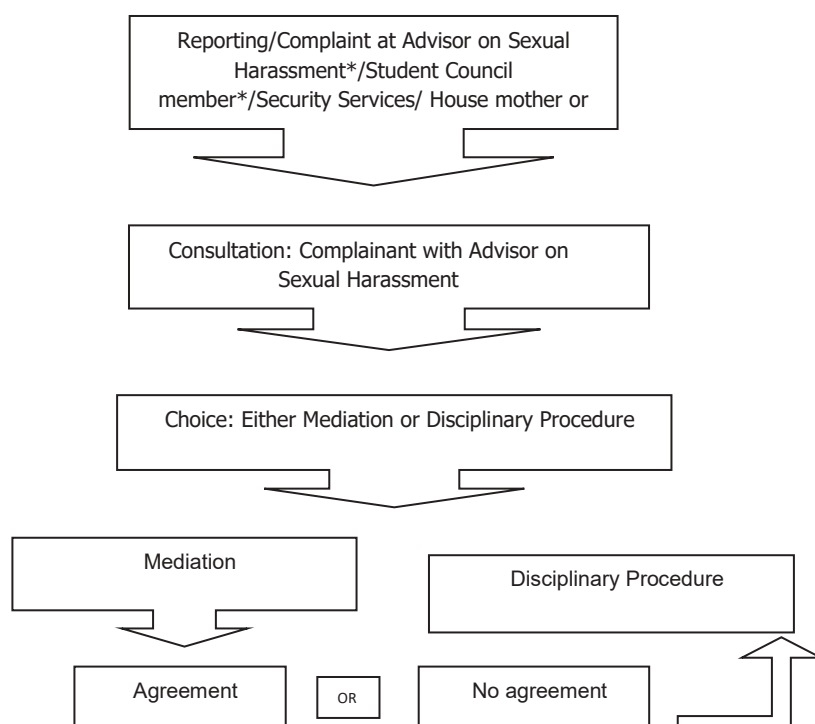 Reporting/Complaint at Advisor on Sexual
Harassment*/Student Council
member*/Security Services/ House mother or
Consultation: Complainant with Advisor on
Sexual Harassment
Choice: Either Mediation or Disciplinary Procedure
Mediation
Disciplinary Procedure
Agreement
OR
No agreement